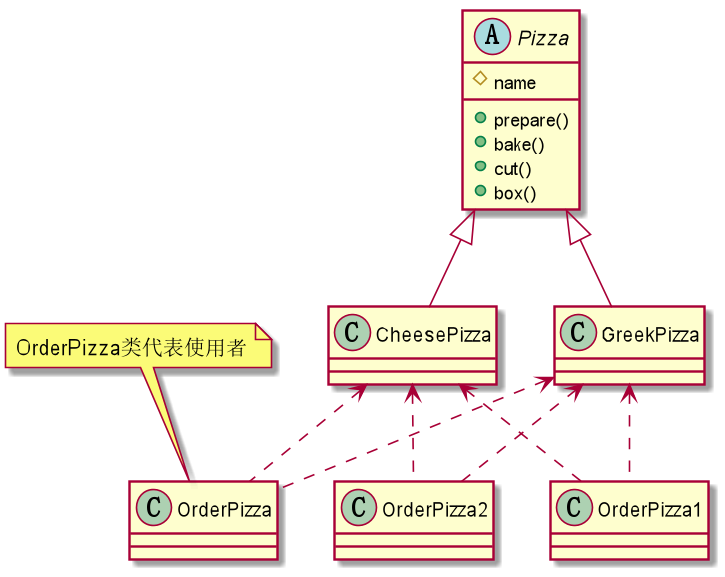 A Pizza
name
prepare()
bake()
cut()
box()
C CheesePizza
C GreekPizza
OrderPizza类代表使用者
C OrderPizza
C OrderPizza2
C OrderPizza1